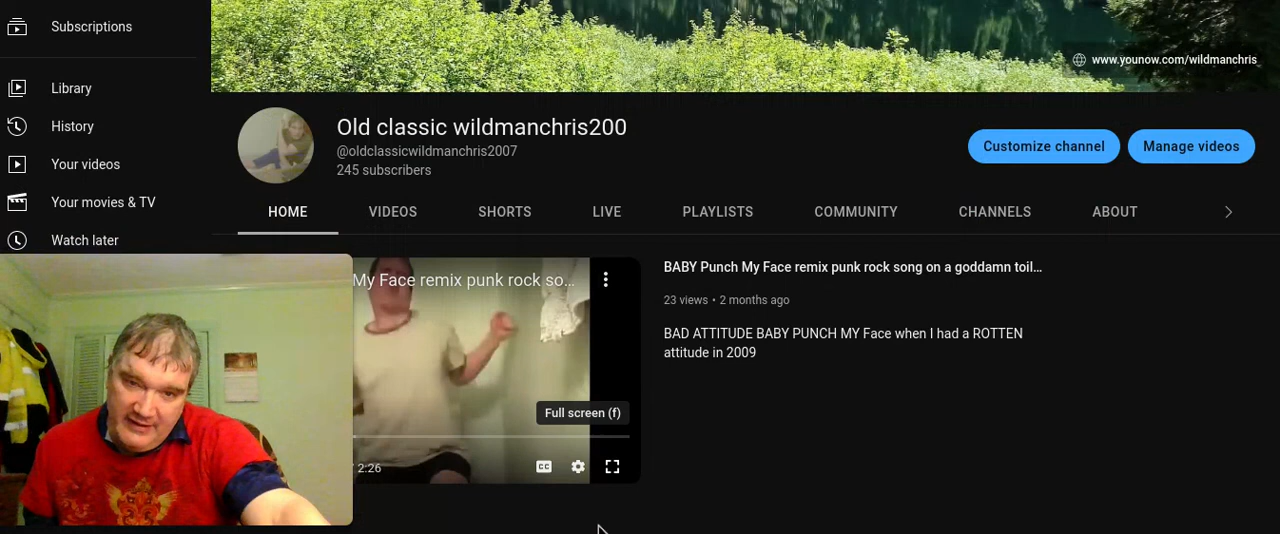 Subscriptions
www.younow.com/wildmanchris
Library
Old classic wildmanchris200
History
@oldclassicwildmanchris2007
Customize channel
Manage videos
Your videos
245 subscribers
Your movies & TV
HOME VIDEOS SHORTS LIVE PLAYLISTS COMMUNITY CHANNELS ABOUT
Watch later
My Face remix punk rock so...
BABY Punch My Face remix punk rock song on a goddamn toil...
23 views • 2 months ago
BAD ATTITUDE BABY PUNCH MY Face when I had a ROTTEN
attitude in 2009
Full screen (f)
/ 2:26
CC